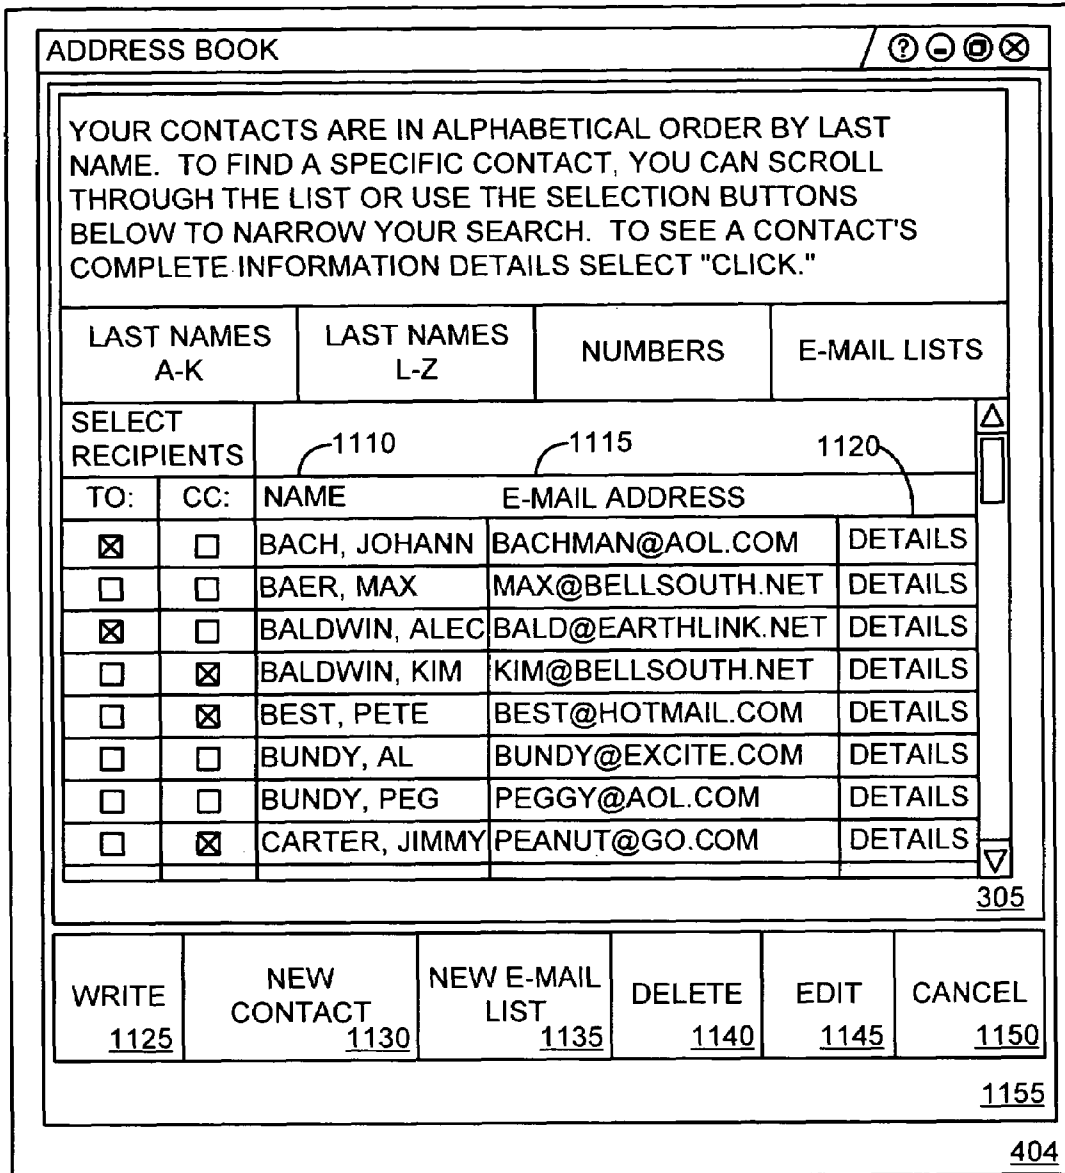 ADDRESS BOOK
YOUR CONTACTS ARE IN ALPHABETICAL ORDER BY LAST
NAME. TO FIND A SPECIFIC CONTACT, YOU CAN SCROLL
THROUGH THE LIST OR USE THE SELECTION BUTTONS
BELOW TO NARROW YOUR SEARCH. TO SEE A CONTACT'S
COMPLETE INFORMATION DETAILS SELECT "CLICK."
LAST NAMES A-K LAST NAMES L-Z NUMBERS E-MAIL LISTS
SELECT
RECIPIENTS 1110 1115 1120
TO: CC: NAME E-MAIL ADDRESS
BACH, JOHANN BACHMAN@AOL.COM DETAILS
BAER, MAX MAX@BELLSOUTH.NET DETAILS
BALDWIN, ALEC BALD@EARTHLINK.NET DETAILS
BALDWIN, KIM KIM@BELLSOUTH.NET DETAILS
BEST, PETE BEST@HOTMAIL.COM DETAILS
BUNDY, AL BUNDY@EXCITE.COM DETAILS
BUNDY, PEG PEGGY@AOL.COM DETAILS
CARTER, JIMMY PEANUT@GO.COM DETAILS
305
WRITE 1125 NEW CONTACT 1130 NEW E-MAIL LIST 1135 DELETE 1140 EDIT 1145 CANCEL 1150
1155
404